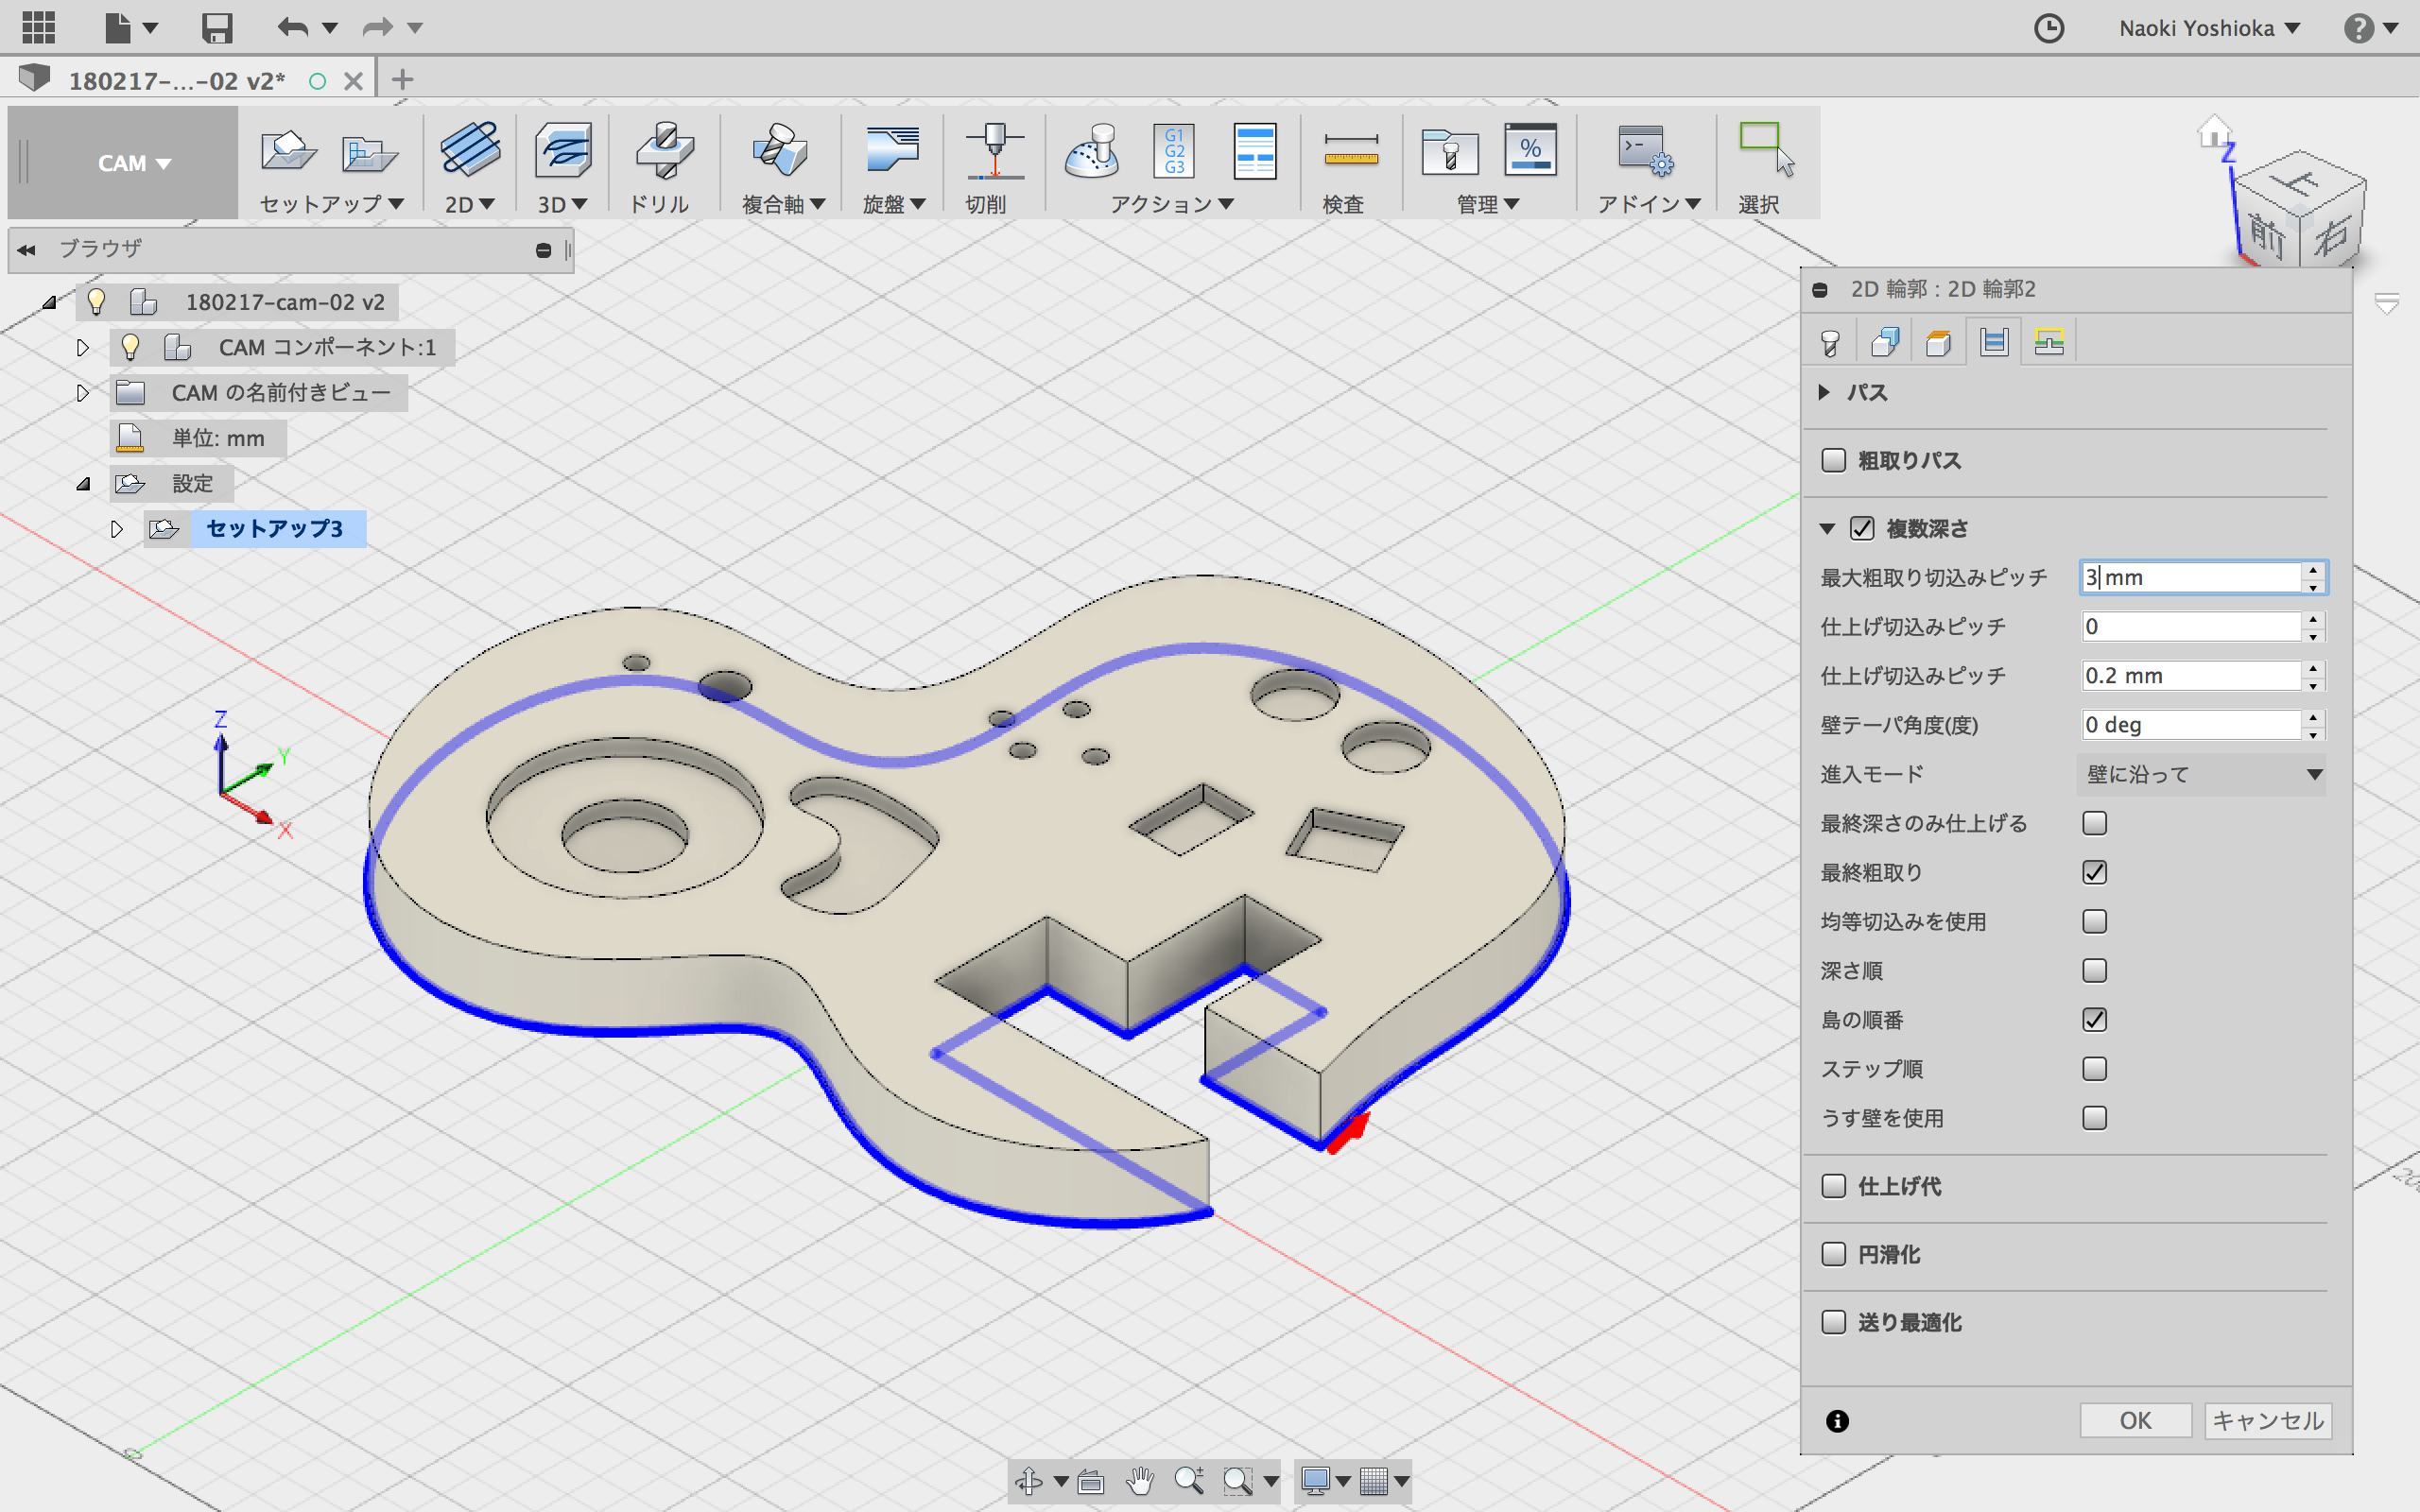 Naoki Yoshioka
180217-...-02 v2*
CAM
セットアップ
2D
3D
ドリル
複合軸
旋盤
切削
G1
G2
G3
アクション
検査
%
管理
アドイン
選択
ブラウザ
180217-cam-02 v2
CAM コンポーネント:1
CAM の名前付きビュー
単位: mm
設定
セットアップ3
Z
上
前
右
Z
Y
X
2D 輪郭 : 2D 輪郭2
パス
粗取りパス
複数深さ
最大粗取り切込みピッチ 3 mm
仕上げ切込みピッチ 0
仕上げ切込みピッチ 0.2 mm
壁テーパ角度(度) 0 deg
進入モード 壁に沿って
最終深さのみ仕上げる
最終粗取り
均等切込みを使用
深さ順
島の順番
ステップ順
うす壁を使用
仕上げ代
円滑化
送り最適化
OK キャンセル
0